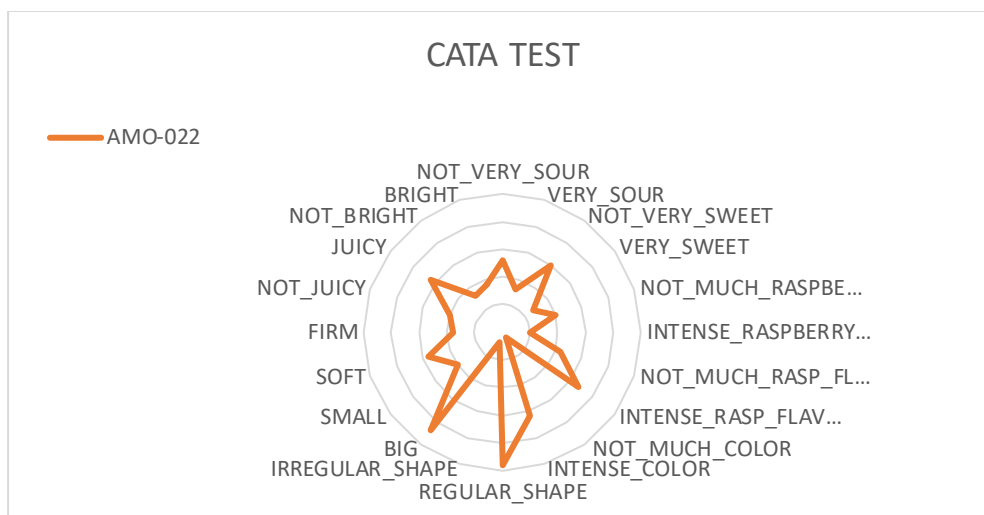 CATA TEST
AMO-022
NOT_VERY_SOUR
BRIGHT
VERY_SOUR
NOT_BRIGHT
NOT_VERY_SWEET
JUICY
VERY_SWEET
NOT_JUICY
NOT_MUCH_RASPBE...
FIRM
INTENSE_RASPBERRY...
SOFT
NOT_MUCH_RASP_FL...
SMALL
INTENSE_RASP_FLAV...
BIG
NOT_MUCH_COLOR
IRREGULAR_SHAPE
INTENSE_COLOR
REGULAR_SHAPE